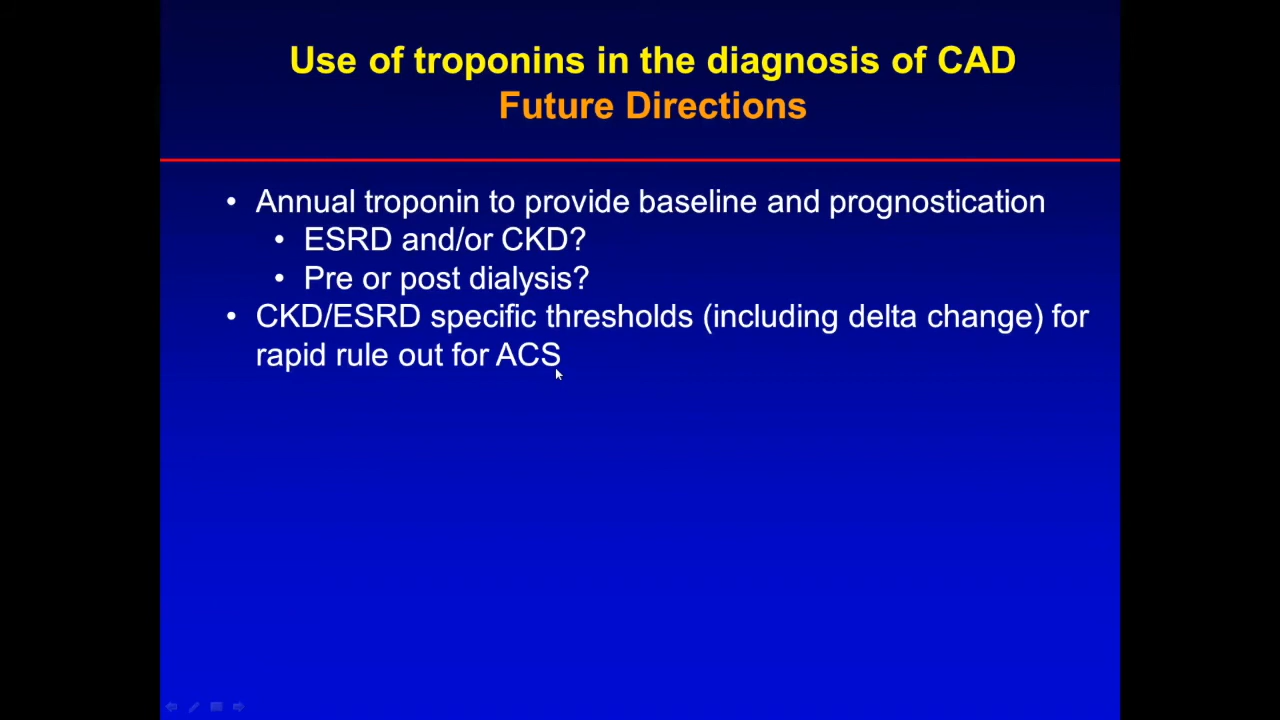 Use of troponins in the diagnosis of CAD
Future Directions
• Annual troponin to provide baseline and prognostication
• ESRD and/or CKD?
• Pre or post dialysis?
• CKD/ESRD specific thresholds (including delta change) for
rapid rule out for ACS